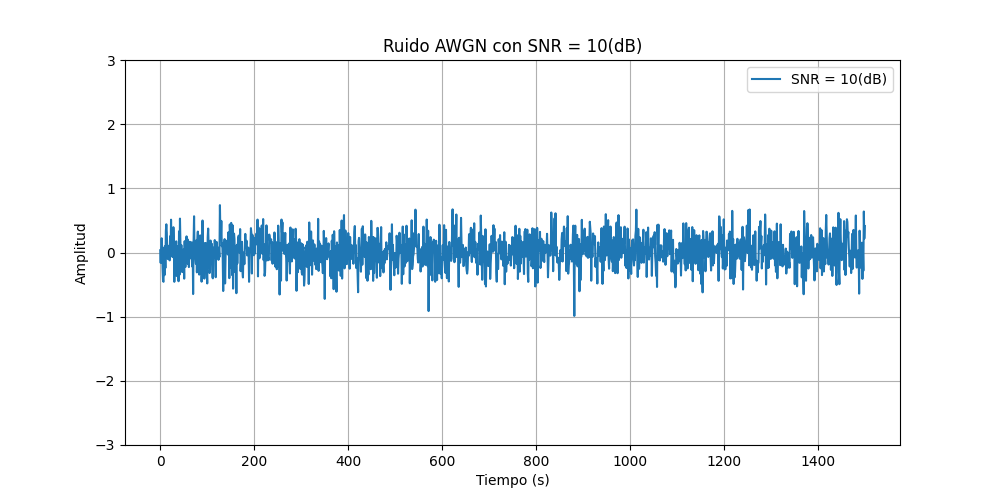 Ruido AWGN con SNR = 10(dB)
SNR = 10(dB)
3
2
1
0
−1
−2
−3
Amplitud
0 200 400 600 800 1000 1200 1400
Tiempo (s)